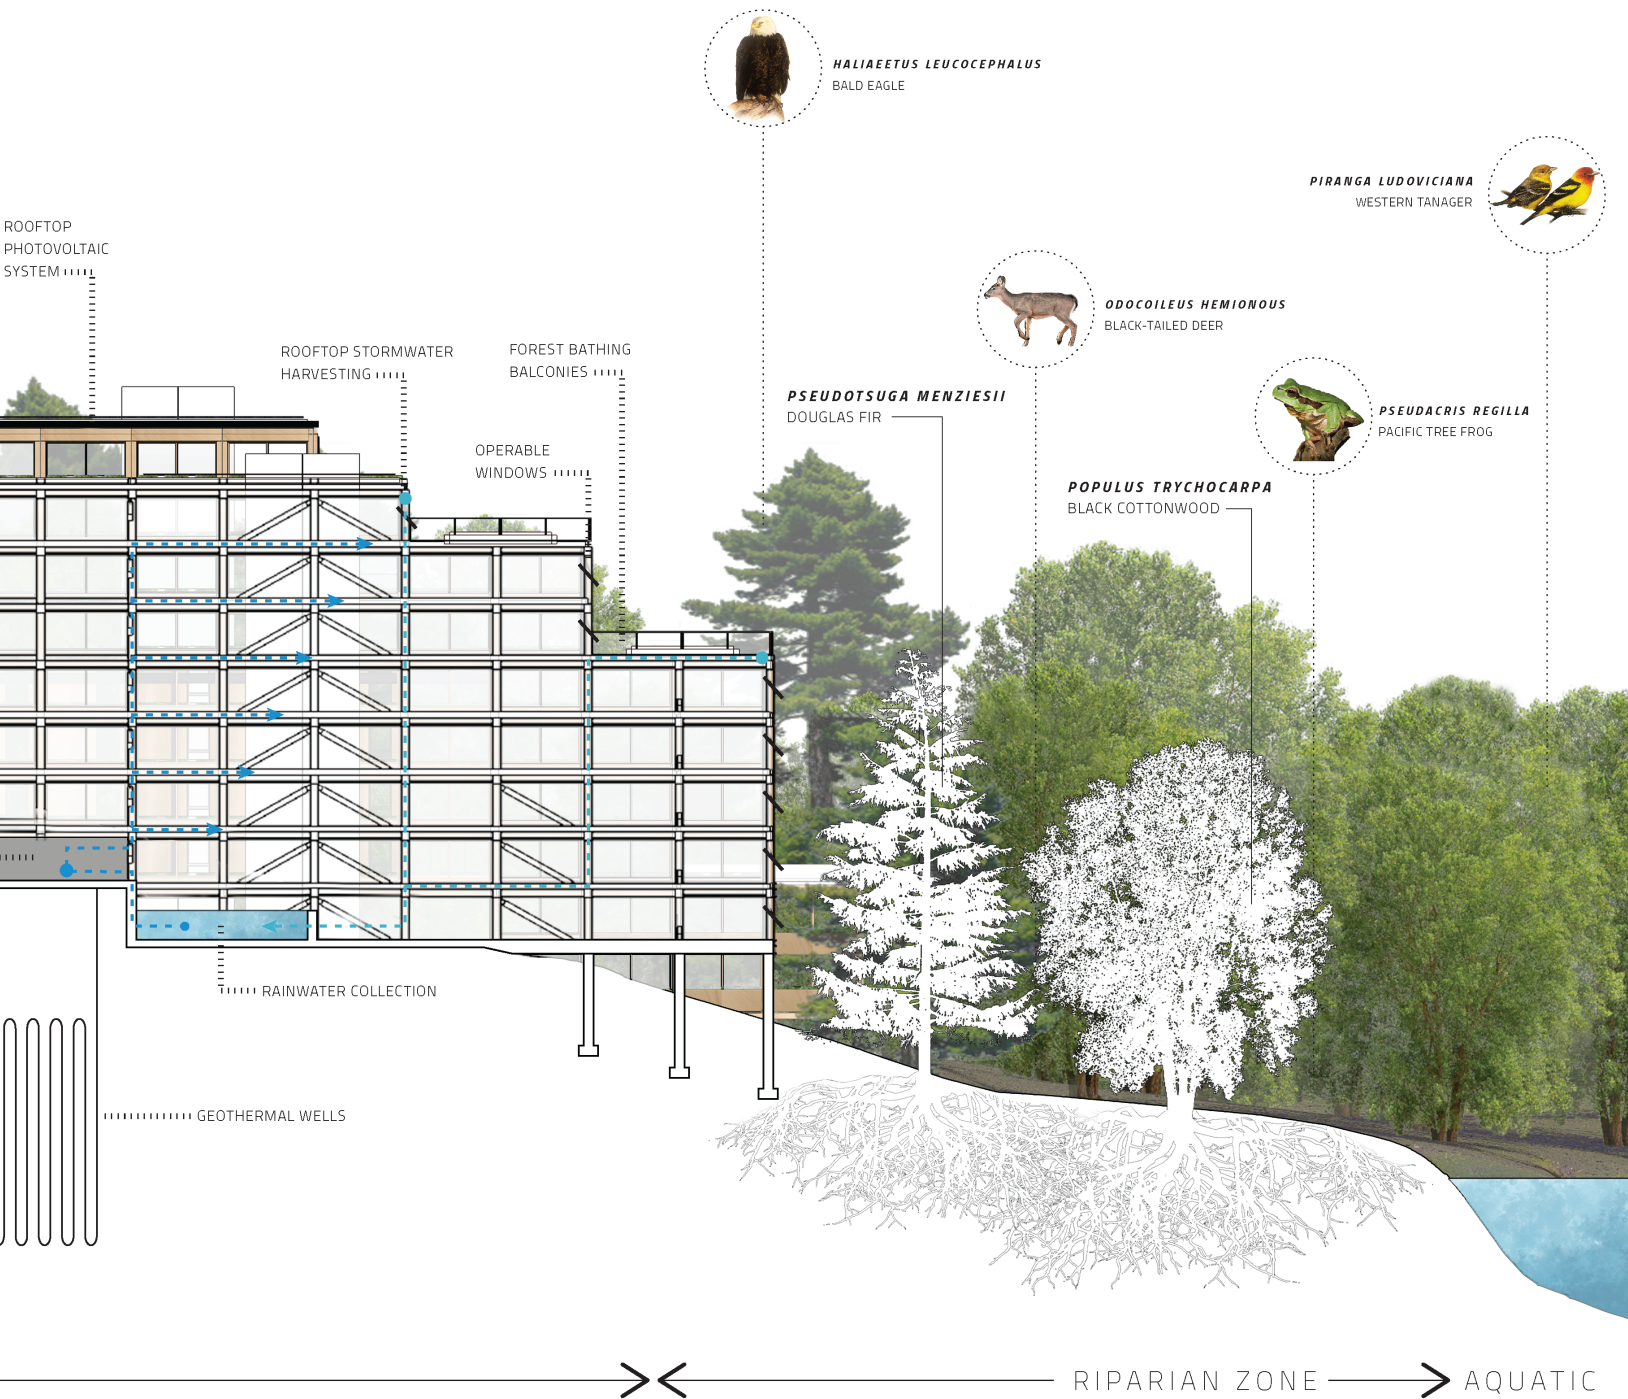 HALIAEETUS LEUCOCEPHALUS
BALD EAGLE
PIRANGA LUDOVICIANA
WESTERN TANAGER
ROOFTOP
PHOTOVOLTAIC
SYSTEM
ODOCOILEUS HEMIONOUS
BLACK-TAILED DEER
ROOFTOP STORMWATER
HARVESTING
FOREST BATHING
BALCONIES
PSEUDOTSUGA MENZIESII
DOUGLAS FIR
PSEUDACRIS REGILLA
PACIFIC TREE FROG
OPERABLE
WINDOWS
POPULUS TRYCHOCARPA
BLACK COTTONWOOD
RAINWATER COLLECTION
GEOTHERMAL WELLS
RIPARIAN ZONE
AQUATIC